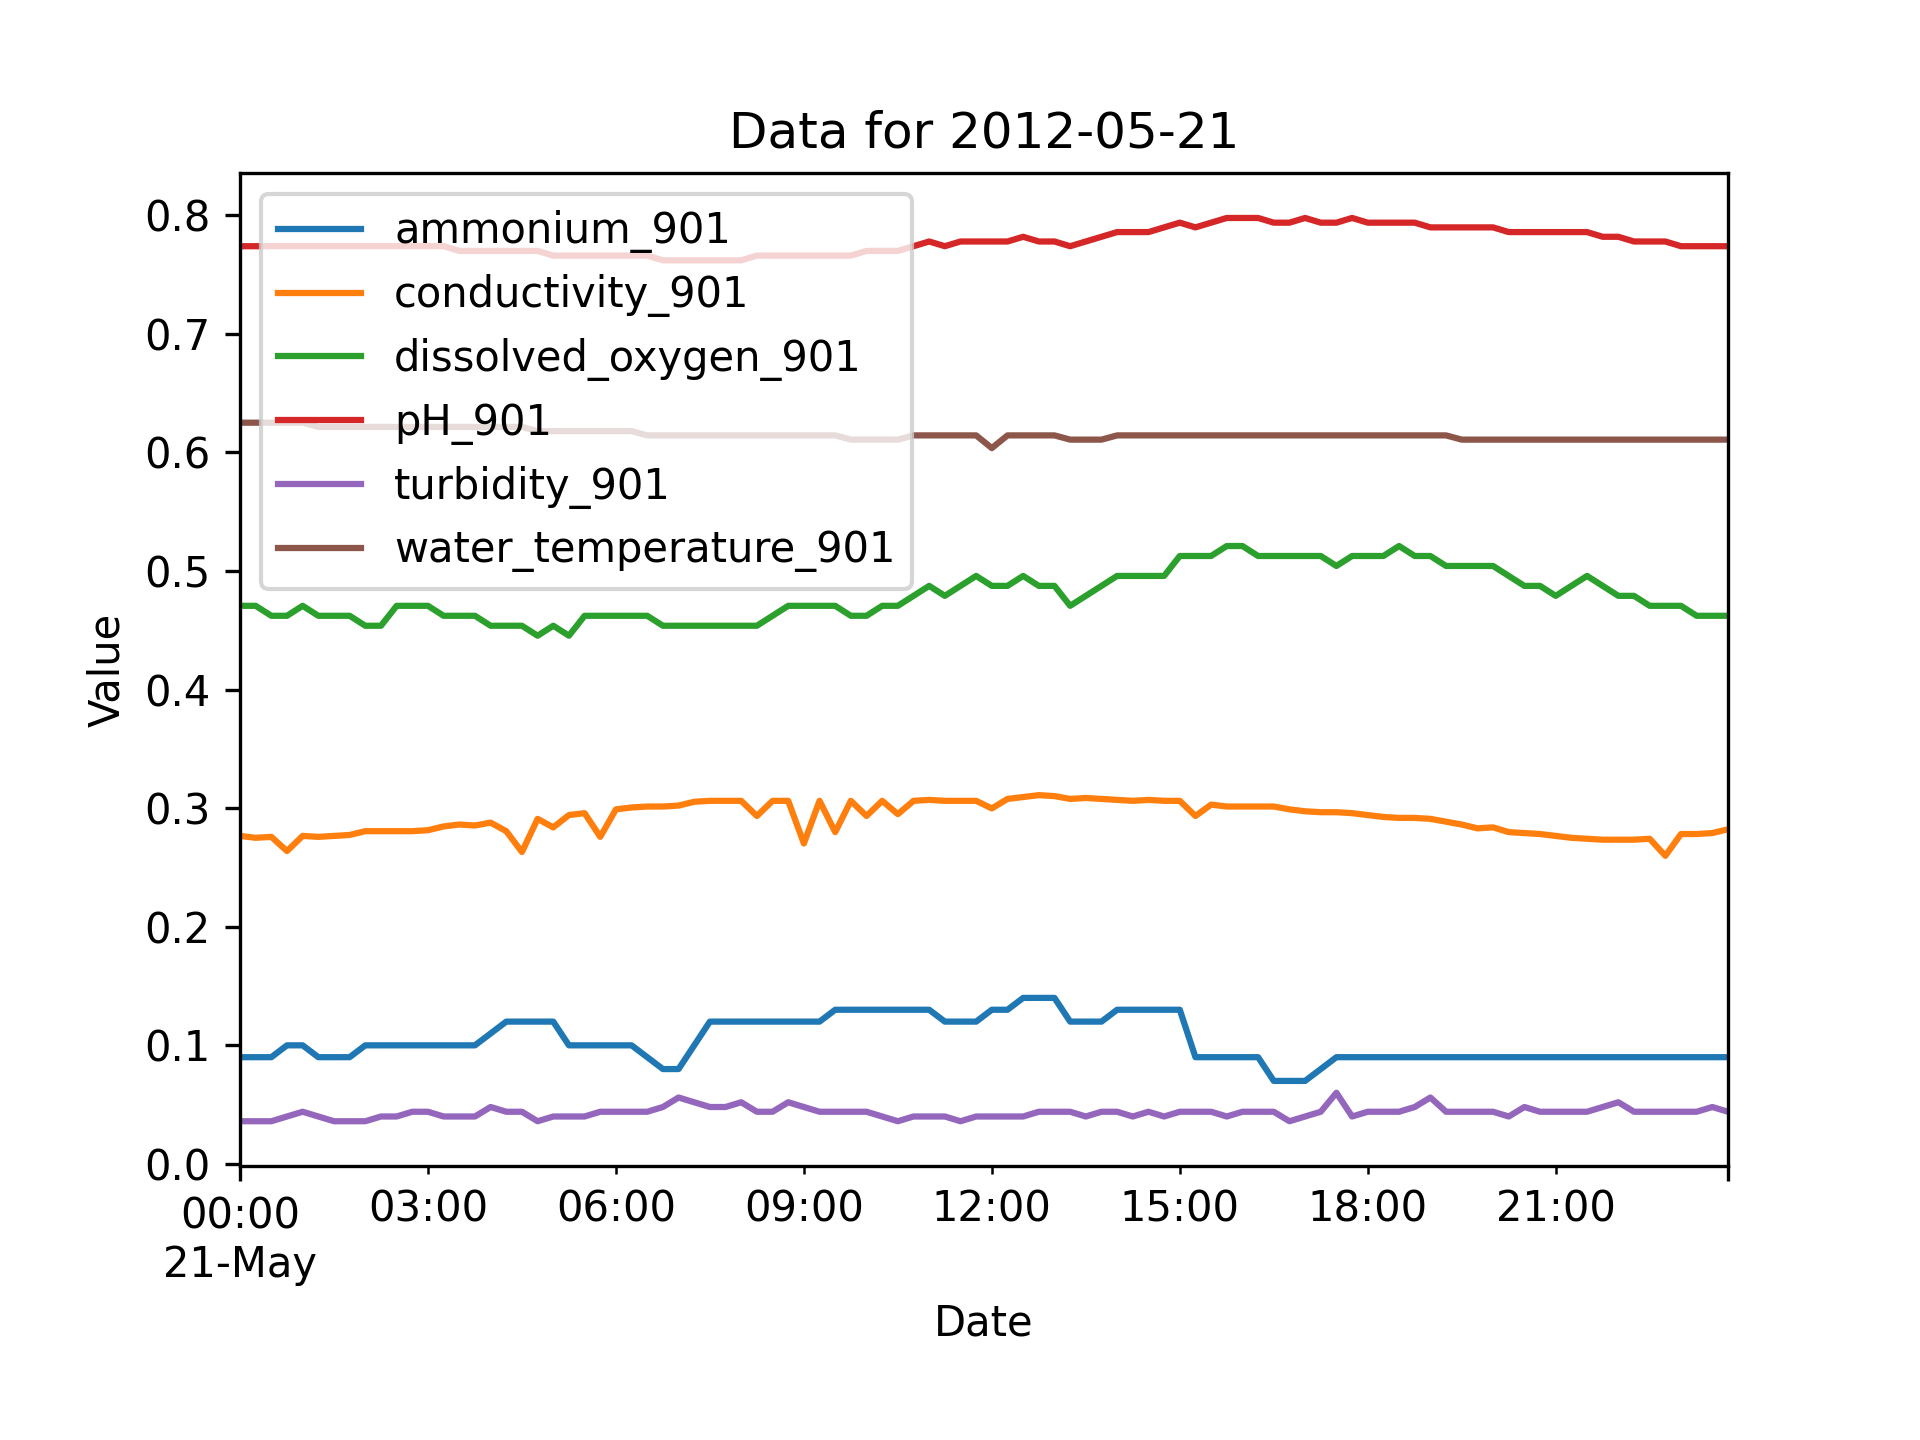 Data for 2012-05-21
ammonium_901
conductivity_901
dissolved_oxygen_901
pH_901
turbidity_901
water_temperature_901
0.8
0.7
0.6
0.5
0.4
0.3
0.2
0.1
0.0
Value
00:00 03:00 06:00 09:00 12:00 15:00 18:00 21:00
21-May
Date